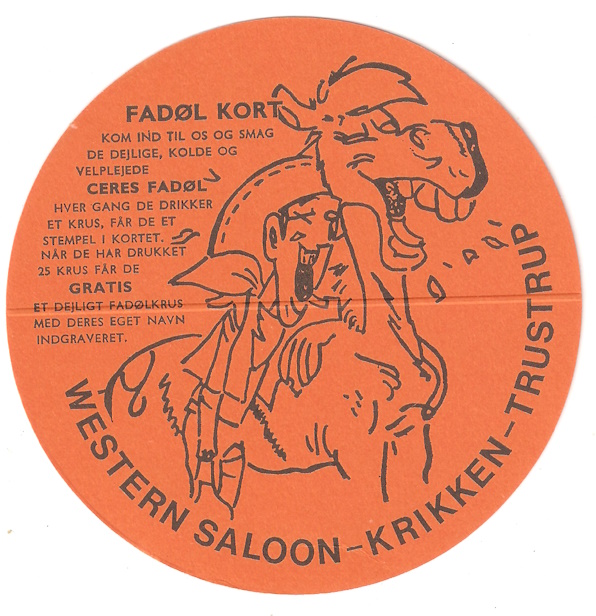 FADØL KORT
KOM IND TIL OS OG SMAG
DE DEJLIGE, KOLDE OG
VELPLEJEDE
CERES FADØL
HVER GANG DE DRIKKER
ET KRUS, FÅR DE ET
STEMPEL I KORTET.
NÅR DE HAR DRUKKET
25 KRUS FÅR DE
GRATIS
ET DEJLIGT FADØLKRUS
MED DERES EGET NAVN
INDGRAVERET.
WESTERN SALOON-KRIKKEN-TRUSTRUP